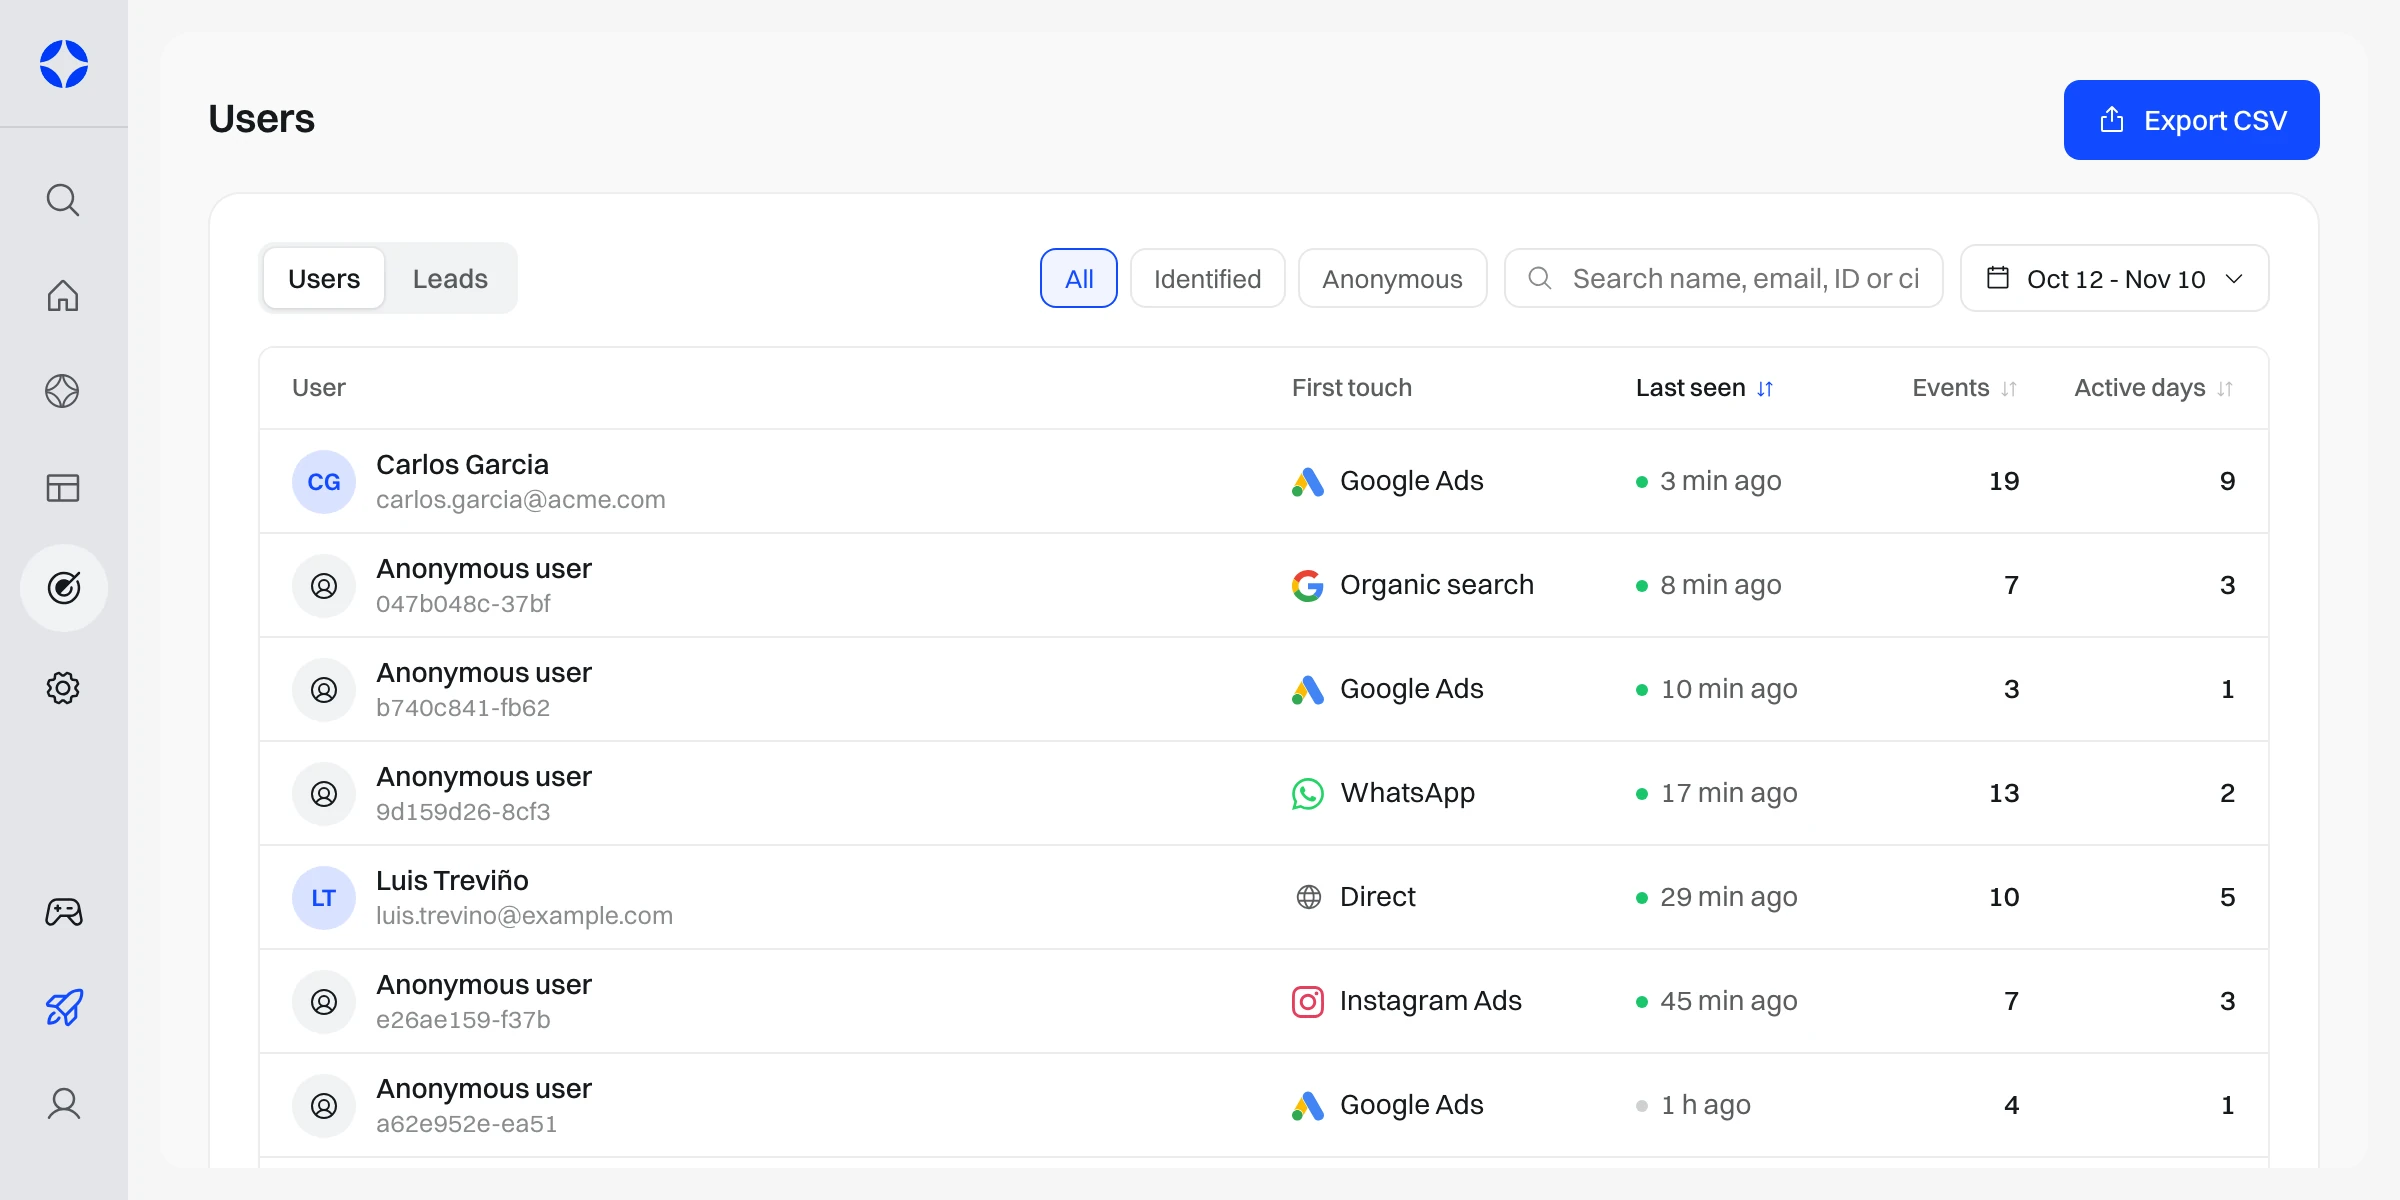 Users
Export CSV
Users
Leads
All
Identified
Anonymous
Search name, email, ID or ci
Oct 12 - Nov 10
User
First touch
Last seen
Events
Active days
CG
Carlos Garcia
carlos.garcia@acme.com
Google Ads
3 min ago
19
9
Anonymous user
047b048c-37bf
Organic search
8 min ago
7
3
Anonymous user
b740c841-fb62
Google Ads
10 min ago
3
1
Anonymous user
9d159d26-8cf3
WhatsApp
17 min ago
13
2
LT
Luis Treviño
luis.trevino@example.com
Direct
29 min ago
10
5
Anonymous user
e26ae159-f37b
Instagram Ads
45 min ago
7
3
Anonymous user
a62e952e-ea51
Google Ads
1 h ago
4
1